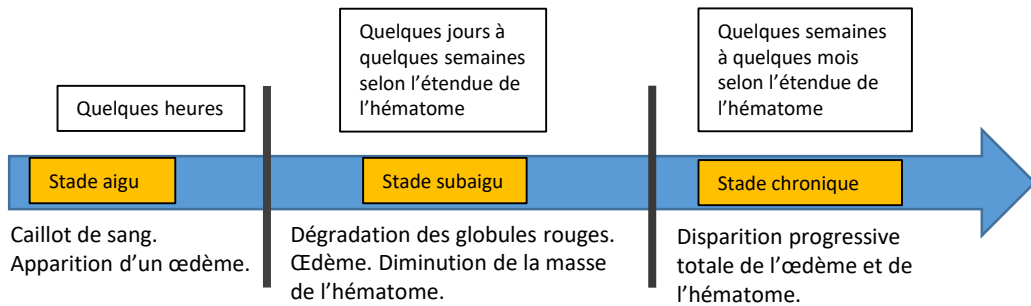 Quelques heures
Quelques jours à
quelques semaines
selon l’étendue de
l’hématome
Quelques semaines
à quelques mois
selon l’étendue de
l’hématome
Stade aigu
Stade subaigu
Stade chronique
Caillot de sang.
Apparition d’un œdème.
Dégradation des globules rouges.
Œdème. Diminution de la masse
de l’hématome.
Disparition progressive
totale de l’œdème et de
l’hématome.